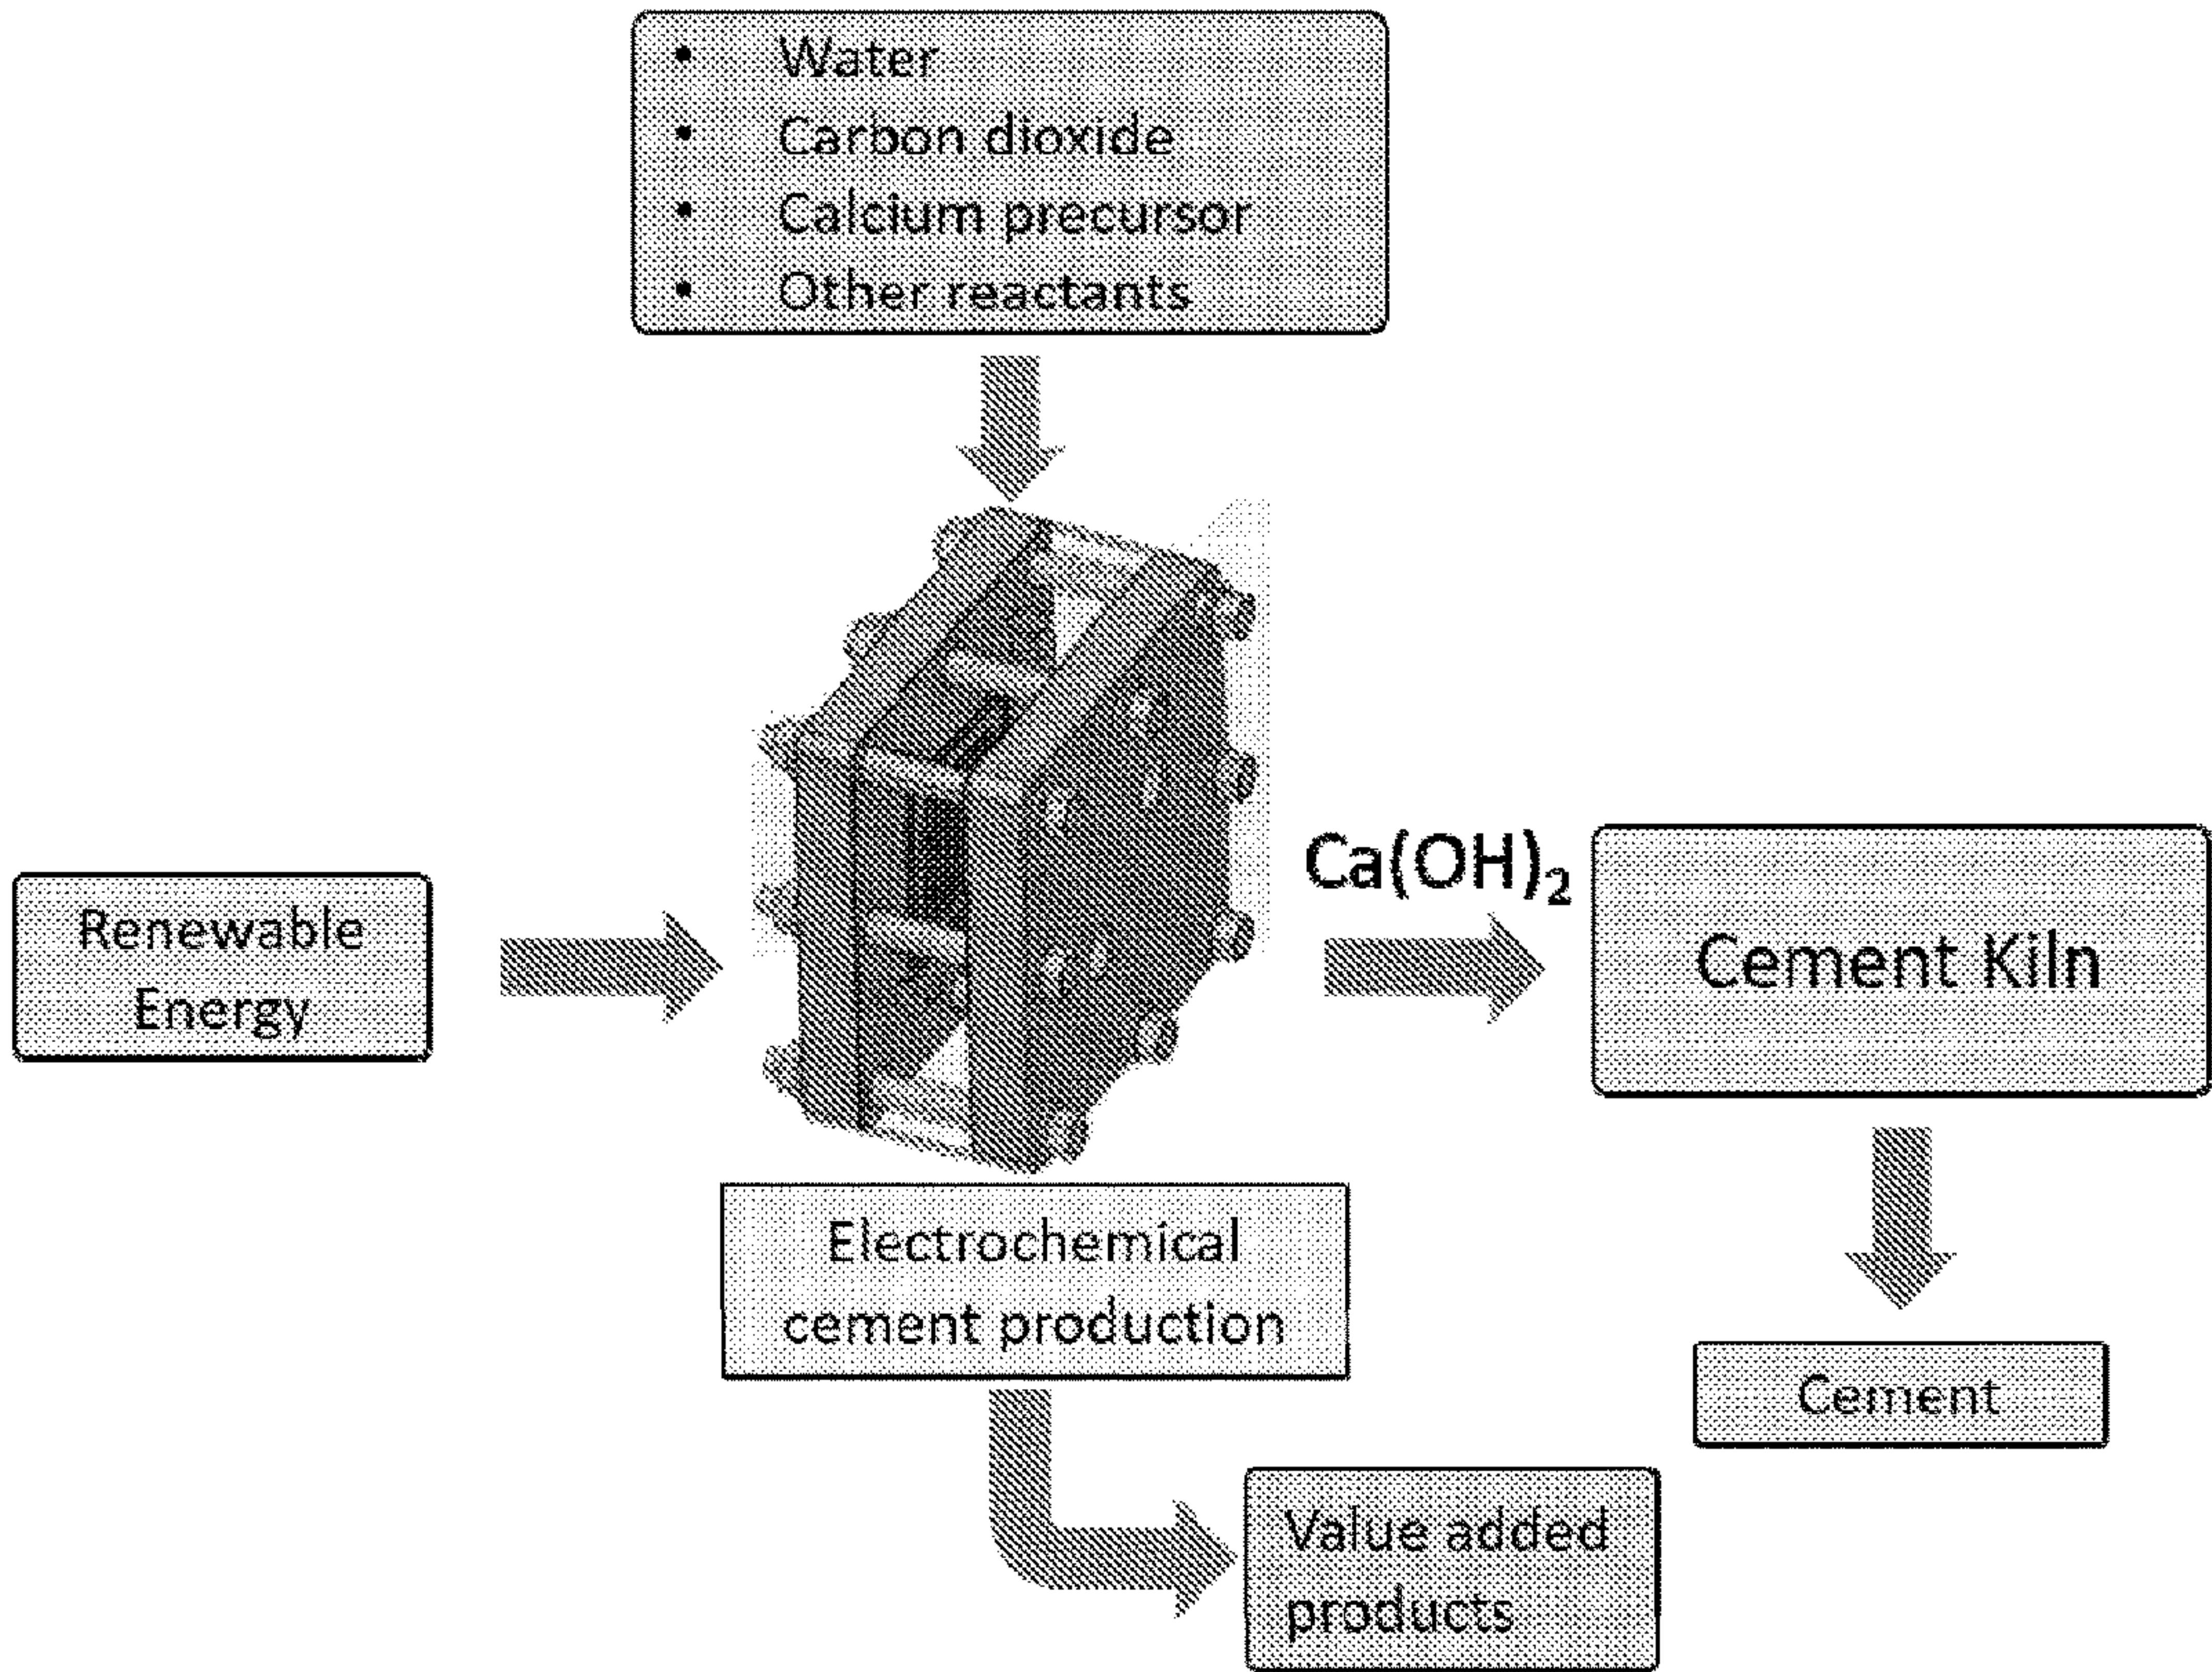 • Water
• Carbon dioxide
• Calcium precursor
• Other reactants
Renewable
Energy
Ca(OH)₂
Cement Kiln
Electrochemical
cement production
Cement
Value added
products